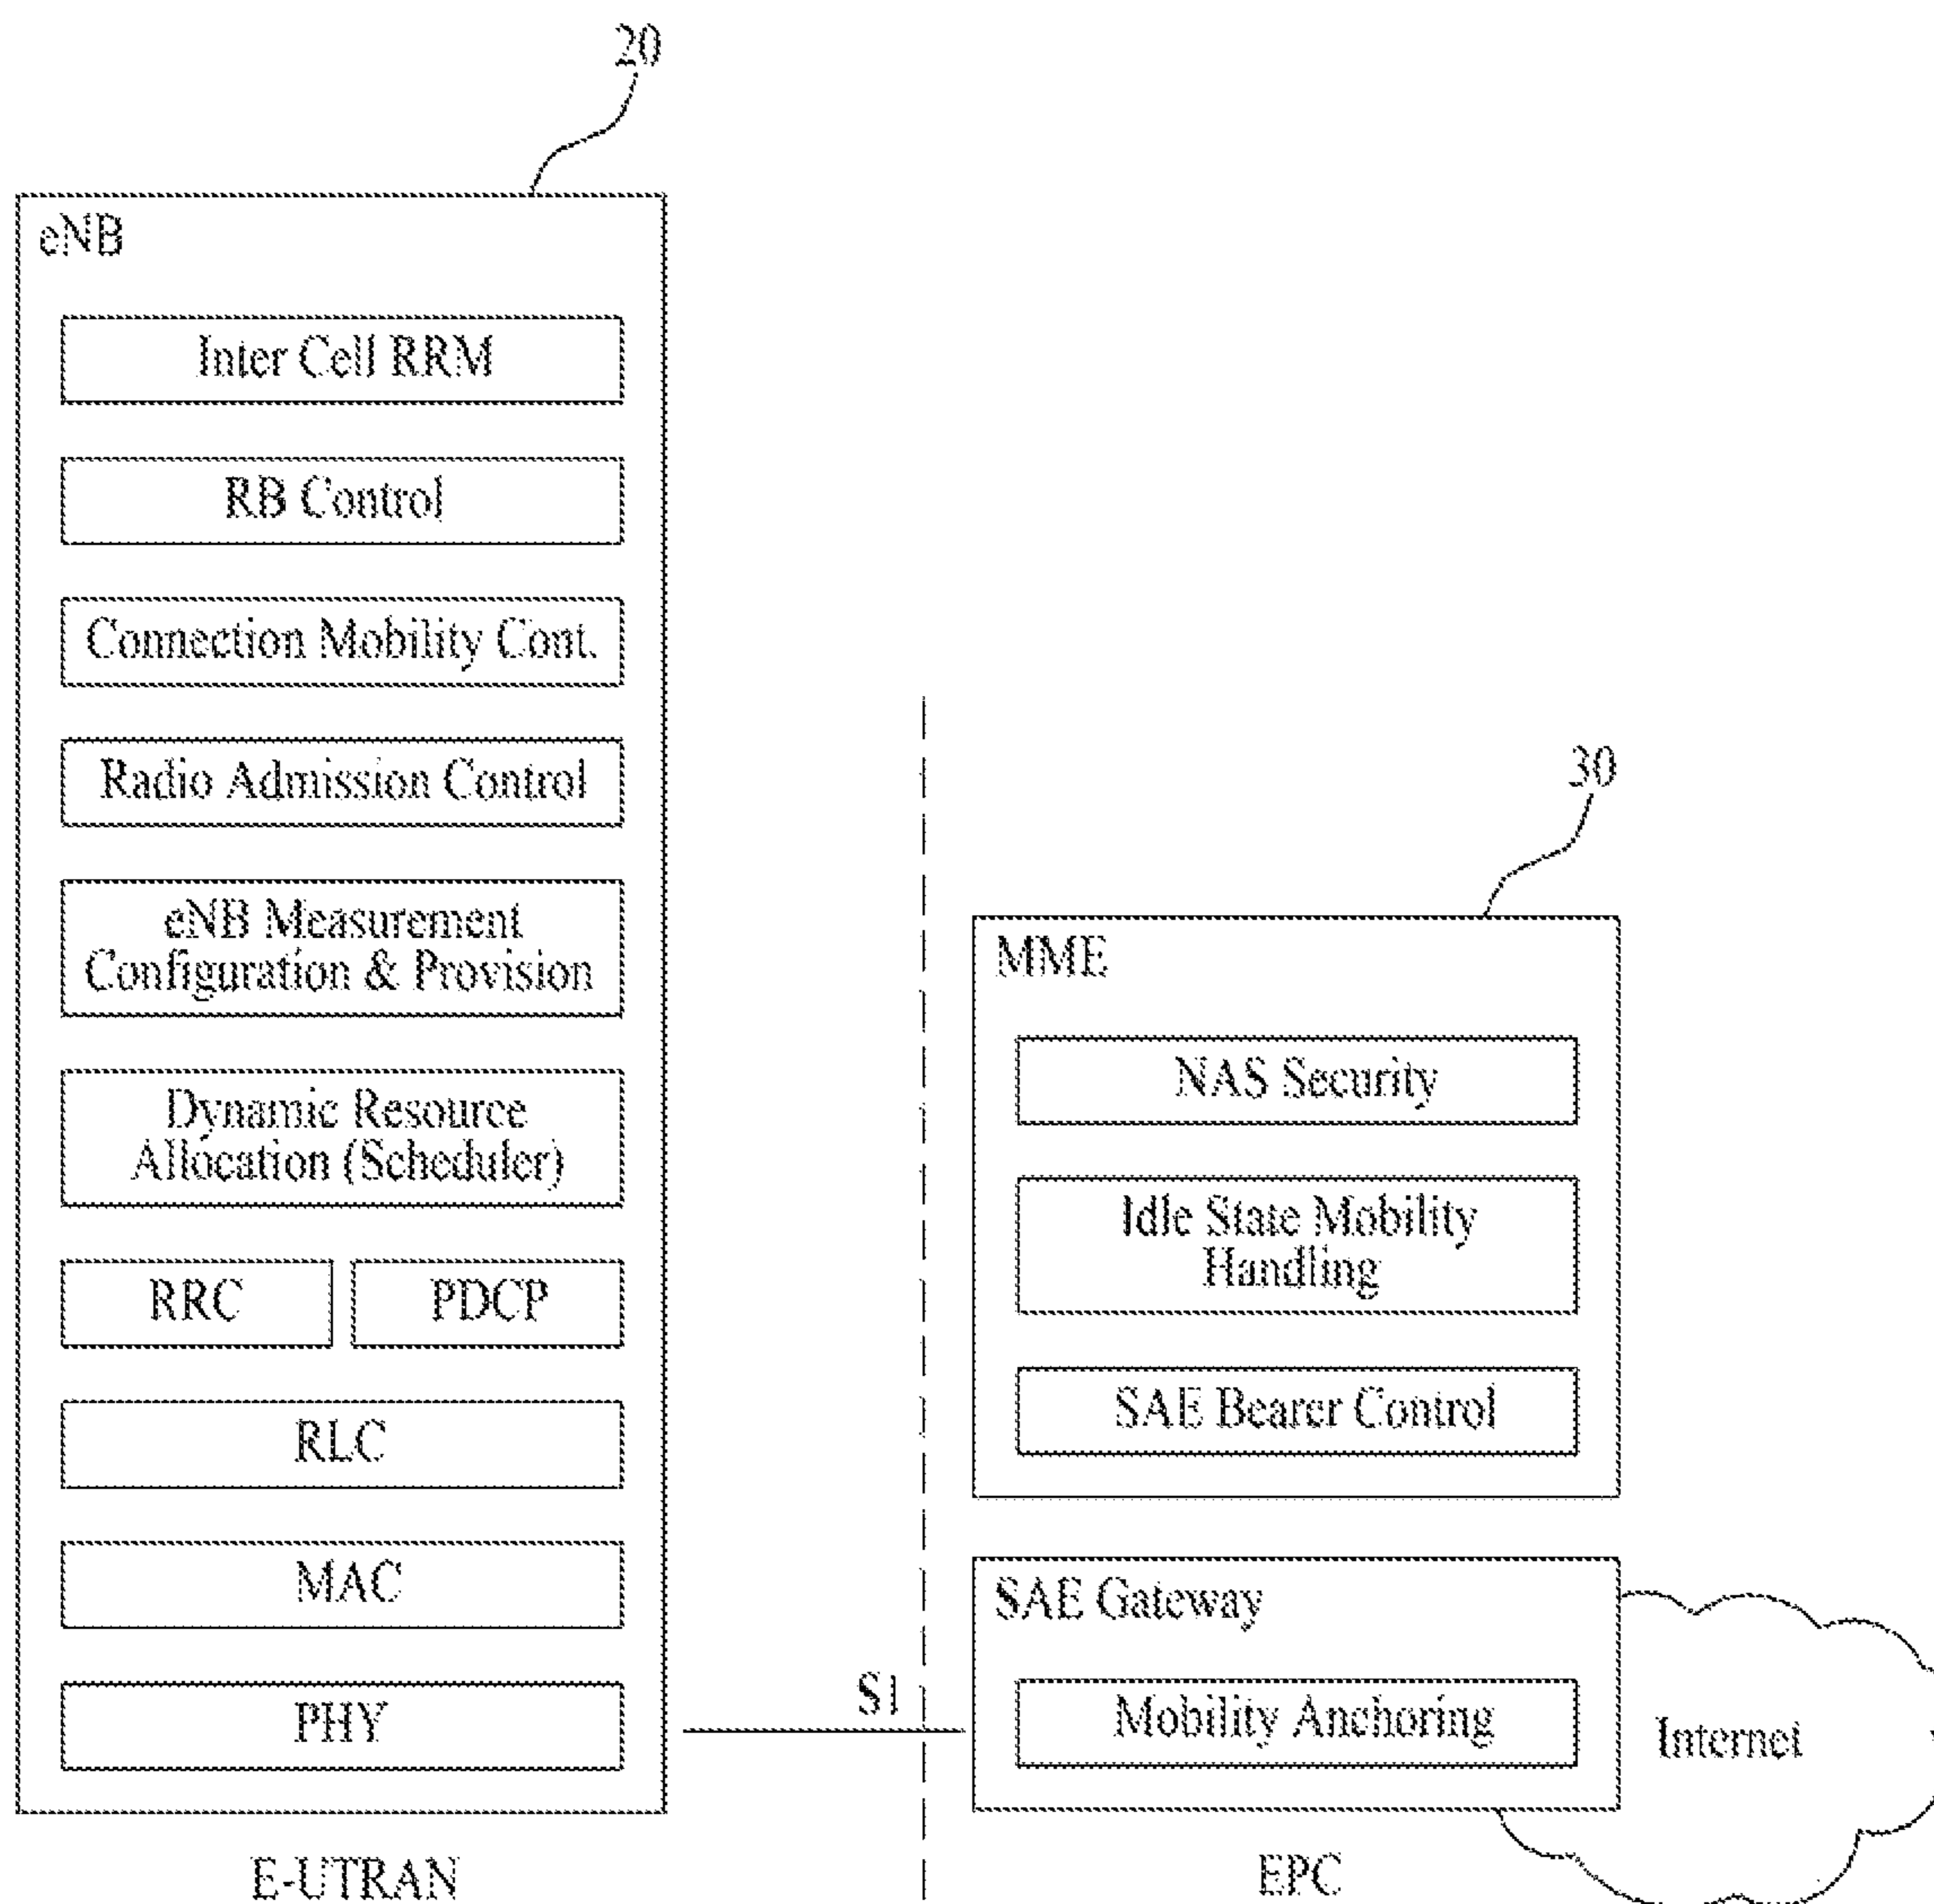 20
eNB
Inter Cell RRM
RB Control
Connection Mobility Cont.
Radio Admission Control
eNB Measurement
Configuration & Provision
Dynamic Resource
Allocation (Scheduler)
RRC
PDCP
RLC
MAC
PHY
E-UTRAN
S1
30
MME
NAS Security
Idle State Mobility
Handling
SAE Bearer Control
SAE Gateway
Mobility Anchoring
Internet
EPC